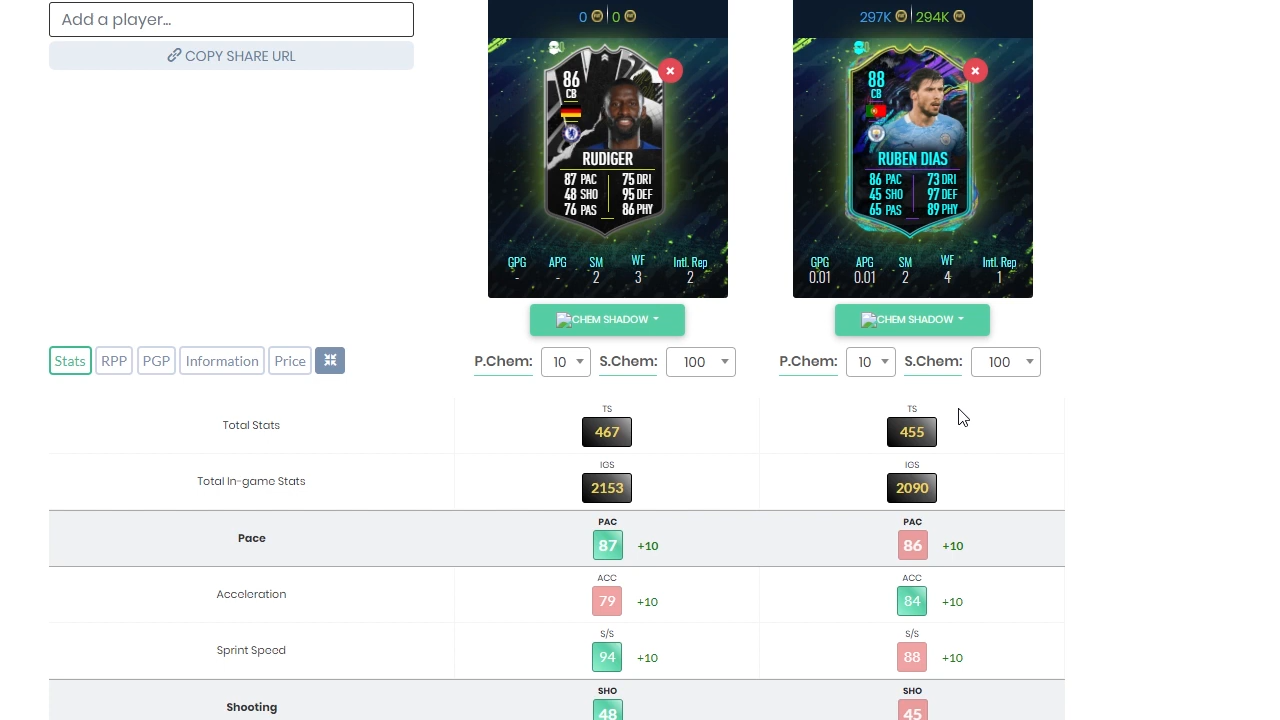 Add a player...
COPY SHARE URL
0 | 0
297K | 294K
86
CB
RUDIGER
87 PAC 75 DRI
48 SHO 95 DEF
76 PAS 86 PHY
GPG APG SM WF Intl. Rep
- - 2 3 2
88
CB
RUBEN DIAS
86 PAC 73 DRI
45 SHO 97 DEF
65 PAS 89 PHY
GPG APG SM WF Intl. Rep
0.01 0.01 2 4 1
CHEM SHADOW
CHEM SHADOW
Stats RPP PGP Information Price
P.Chem: 10 S.Chem: 100
P.Chem: 10 S.Chem: 100
TS TS
Total Stats 467 455
IGS IGS
Total In-game Stats 2153 2090
PAC PAC
Pace 87 +10 86 +10
ACC ACC
Acceleration 79 +10 84 +10
S/S S/S
Sprint Speed 94 +10 88 +10
SHO SHO
Shooting 48 45